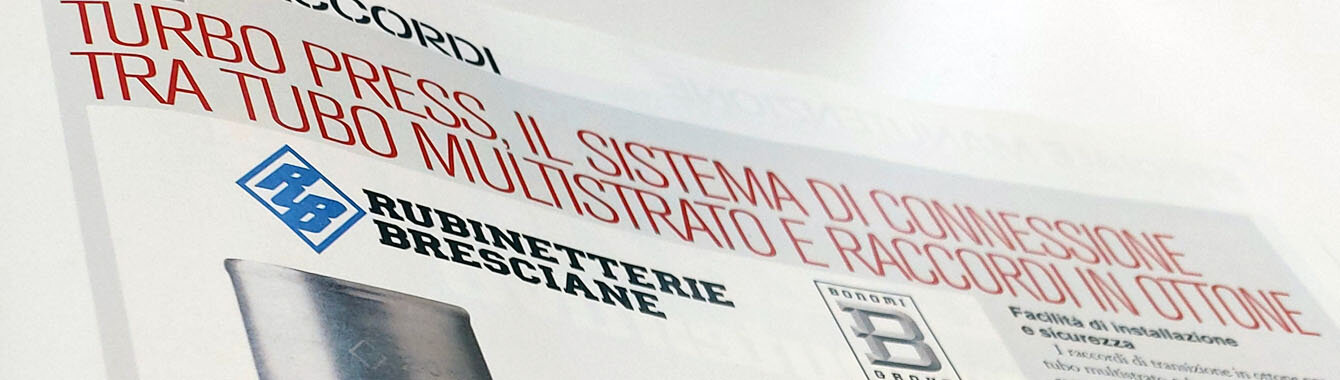 RACCORDI
TURBO PRESS, IL SISTEMA DI CONNESSIONE
TRA TUBO MULTISTRATO E RACCORDI IN OTTONE
RB
RUBINETTERIE
BRESCIANE
BONOMI
B
GROUP
Facilità di installazione
e sicurezza
I raccordi di transizione in ottone
tubo multistrato